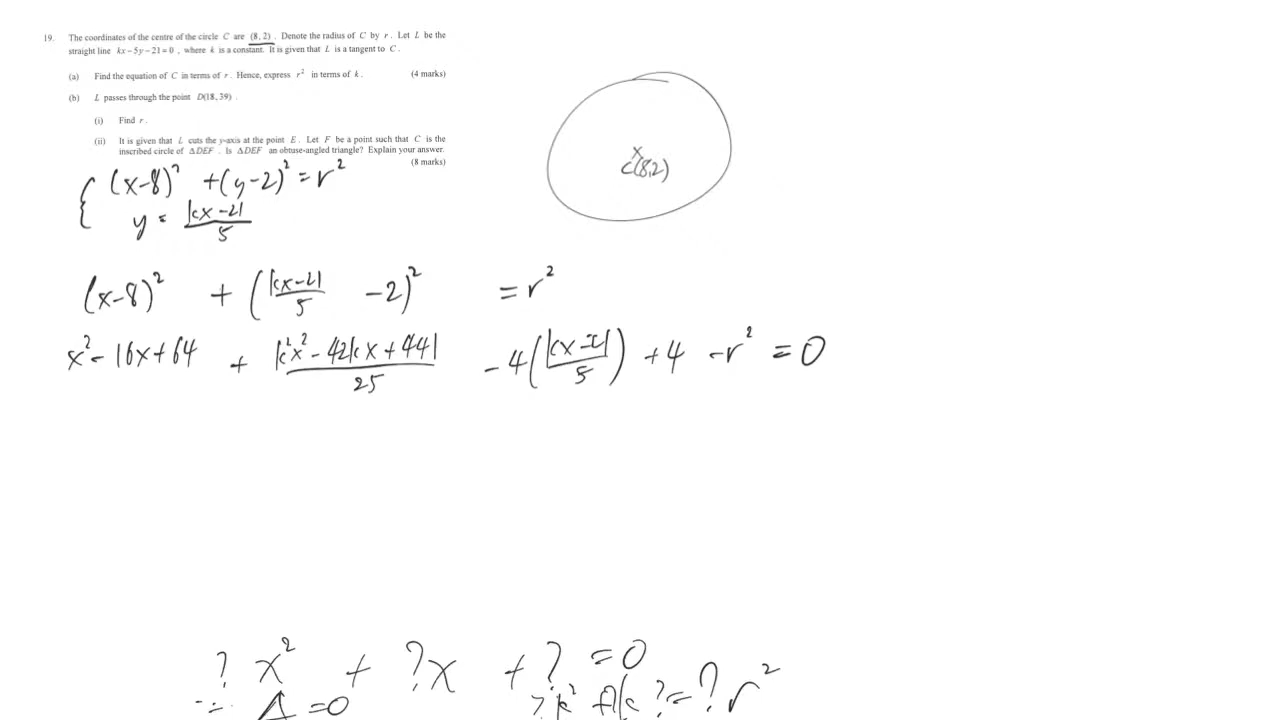 19. The coordinates of the centre of the circle C are (8, 2). Denote the radius of C by r. Let L be the
straight line kx − 5y − 21 = 0, where k is a constant. It is given that L is a tangent to C.
(a) Find the equation of C in terms of r. Hence, express r² in terms of k. (4 marks)
(b) L passes through the point D(18, 39).
(i) Find r.
(ii) It is given that L cuts the y-axis at the point E. Let F be a point such that C is the
inscribed circle of ΔDEF. Is ΔDEF an obtuse-angled triangle? Explain your answer.
(8 marks)
x
C(8,2)
{ (x-8)² + (y-2)² = r²
y = kx-21 / 5
(x-8)² + (kx-21 / 5 - 2)² = r²
x² - 16x + 64 + k²x² - 42kx + 441 / 25 - 4(kx-21 / 5) + 4 - r² = 0
? x² + ?x + ? = 0
∵ Δ = 0
?k² ?k ? = ?r²